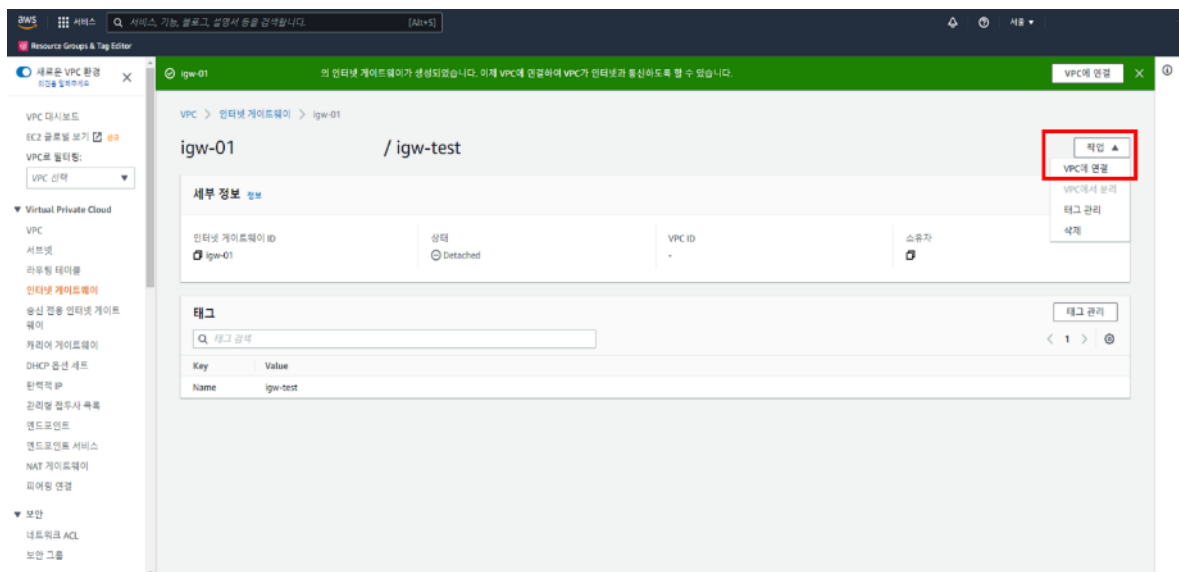 aws
서비스
서비스, 기능, 블로그, 설명서 등을 검색합니다.
[Alt+S]
서울
Resource Groups & Tag Editor
새로운 VPC 환경
의견을 알려주세요
igw-01 의 인터넷 게이트웨이가 생성되었습니다. 이제 VPC에 연결하여 VPC가 인터넷과 통신하도록 할 수 있습니다.
VPC에 연결
VPC 대시보드
EC2 글로벌 보기
VPC로 필터링:
VPC 선택
Virtual Private Cloud
VPC
서브넷
라우팅 테이블
인터넷 게이트웨이
송신 전용 인터넷 게이트
웨이
캐리어 게이트웨이
DHCP 옵션 세트
탄력적 IP
관리형 접두사 목록
엔드포인트
엔드포인트 서비스
NAT 게이트웨이
피어링 연결
보안
네트워크 ACL
보안 그룹
VPC > 인터넷 게이트웨이 > igw-01
igw-01 / igw-test
작업
VPC에 연결
VPC에서 분리
태그 관리
삭제
세부 정보 정보
인터넷 게이트웨이 ID
igw-01
상태
Detached
VPC ID
-
소유자
태그
태그 관리
태그 검색
< 1 >
Key Value
Name igw-test